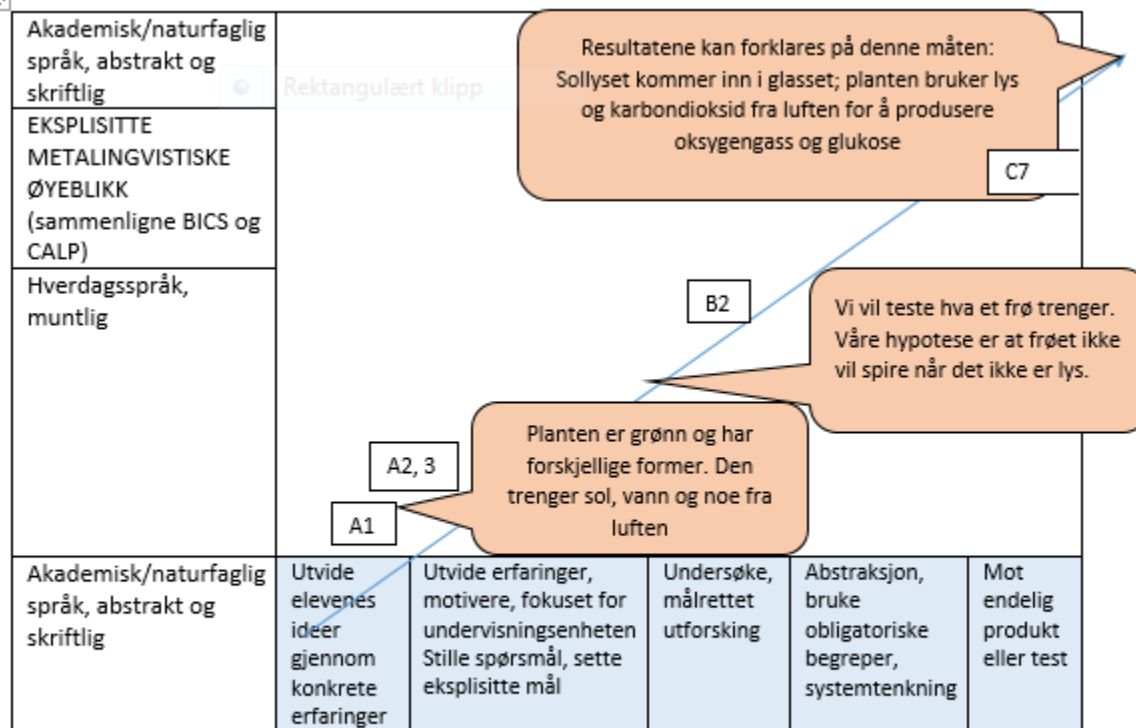 Akademisk/naturfaglig
språk, abstrakt og
skriftlig
Rektangulært klipp
Resultatene kan forklares på denne måten:
Sollyset kommer inn i glasset; planten bruker lys
og karbondioksid fra luften for å produsere
oksygengass og glukose
EKSPLISITTE
METALINGVISTISKE
ØYEBLIKK
(sammenligne BICS og
CALP)
C7
Hverdagsspråk,
muntlig
B2
Vi vil teste hva et frø trenger.
Våre hypotese er at frøet ikke
vil spire når det ikke er lys.
A2, 3
A1
Planten er grønn og har
forskjellige former. Den
trenger sol, vann og noe fra
luften
Akademisk/naturfaglig
språk, abstrakt og
skriftlig
Utvide
elevenes
ideer
gjennom
konkrete
erfaringer
Utvide erfaringer,
motivere, fokuset for
undervisningsenheten
Stille spørsmål, sette
eksplisitte mål
Undersøke,
målrettet
utforsking
Abstraksjon,
bruke
obligatoriske
begreper,
systemtenkning
Mot
endelig
produkt
eller test